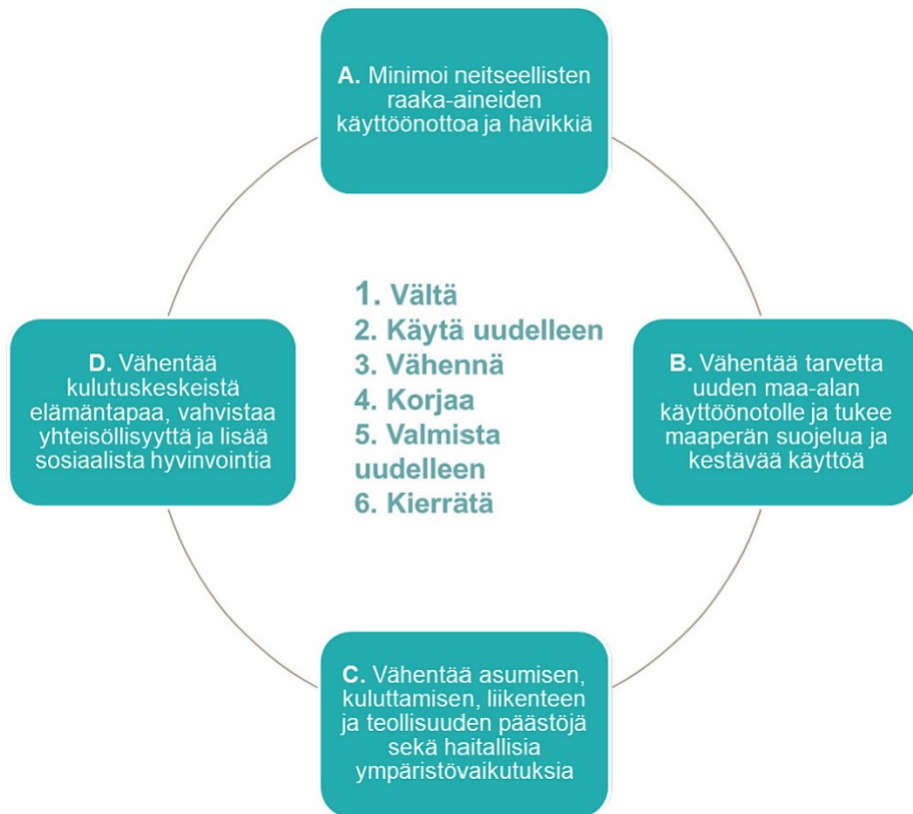 A. Minimoi neitseellisten
raaka-aineiden
käyttöönottoa ja hävikkiä
1. Vältä
2. Käytä uudelleen
3. Vähennä
4. Korjaa
5. Valmista
uudelleen
6. Kierrätä
D. Vähentää
kulutuskeskeistä
elämäntapaa, vahvistaa
yhteisöllisyyttä ja lisää
sosiaalista hyvinvointia
B. Vähentää tarvetta
uuden maa-alan
käyttöönotolle ja tukee
maaperän suojelua ja
kestävää käyttöä
C. Vähentää asumisen,
kuluttamisen, liikenteen
ja teollisuuden päästöjä
sekä haitallisia
ympäristövaikutuksia